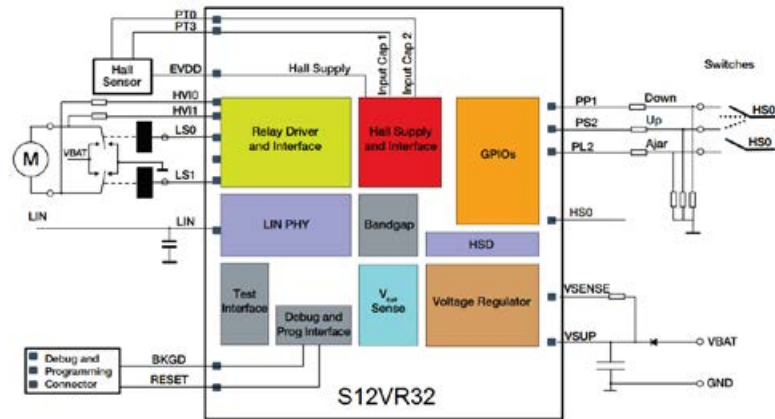 PT0
PT3
Hall
Sensor
EVDD
Hall Supply
Input Cap 1
Input Cap 2
Switches
HVI0
HVI1
LS0
LS1
M
VBAT
Relay Driver
and Interface
Hall Supply
and Interface
GPIOs
PP1
Down
HS0
PS2
Up
PL2
Ajar
HS0
LIN
LIN
LIN PHY
Bandgap
HSD
HS0
Test
Interface
Debug and
Prog Interface
VBat
Sense
Voltage Regulator
VSENSE
VSUP
VBAT
GND
Debug and
Programming
Connector
BKGD
RESET
S12VR32